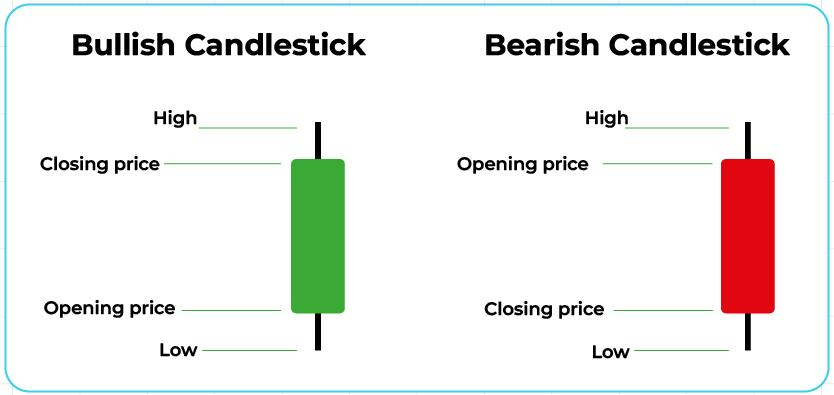 Bullish Candlestick
High
Closing price
Opening price
Low
Bearish Candlestick
High
Opening price
Closing price
Low